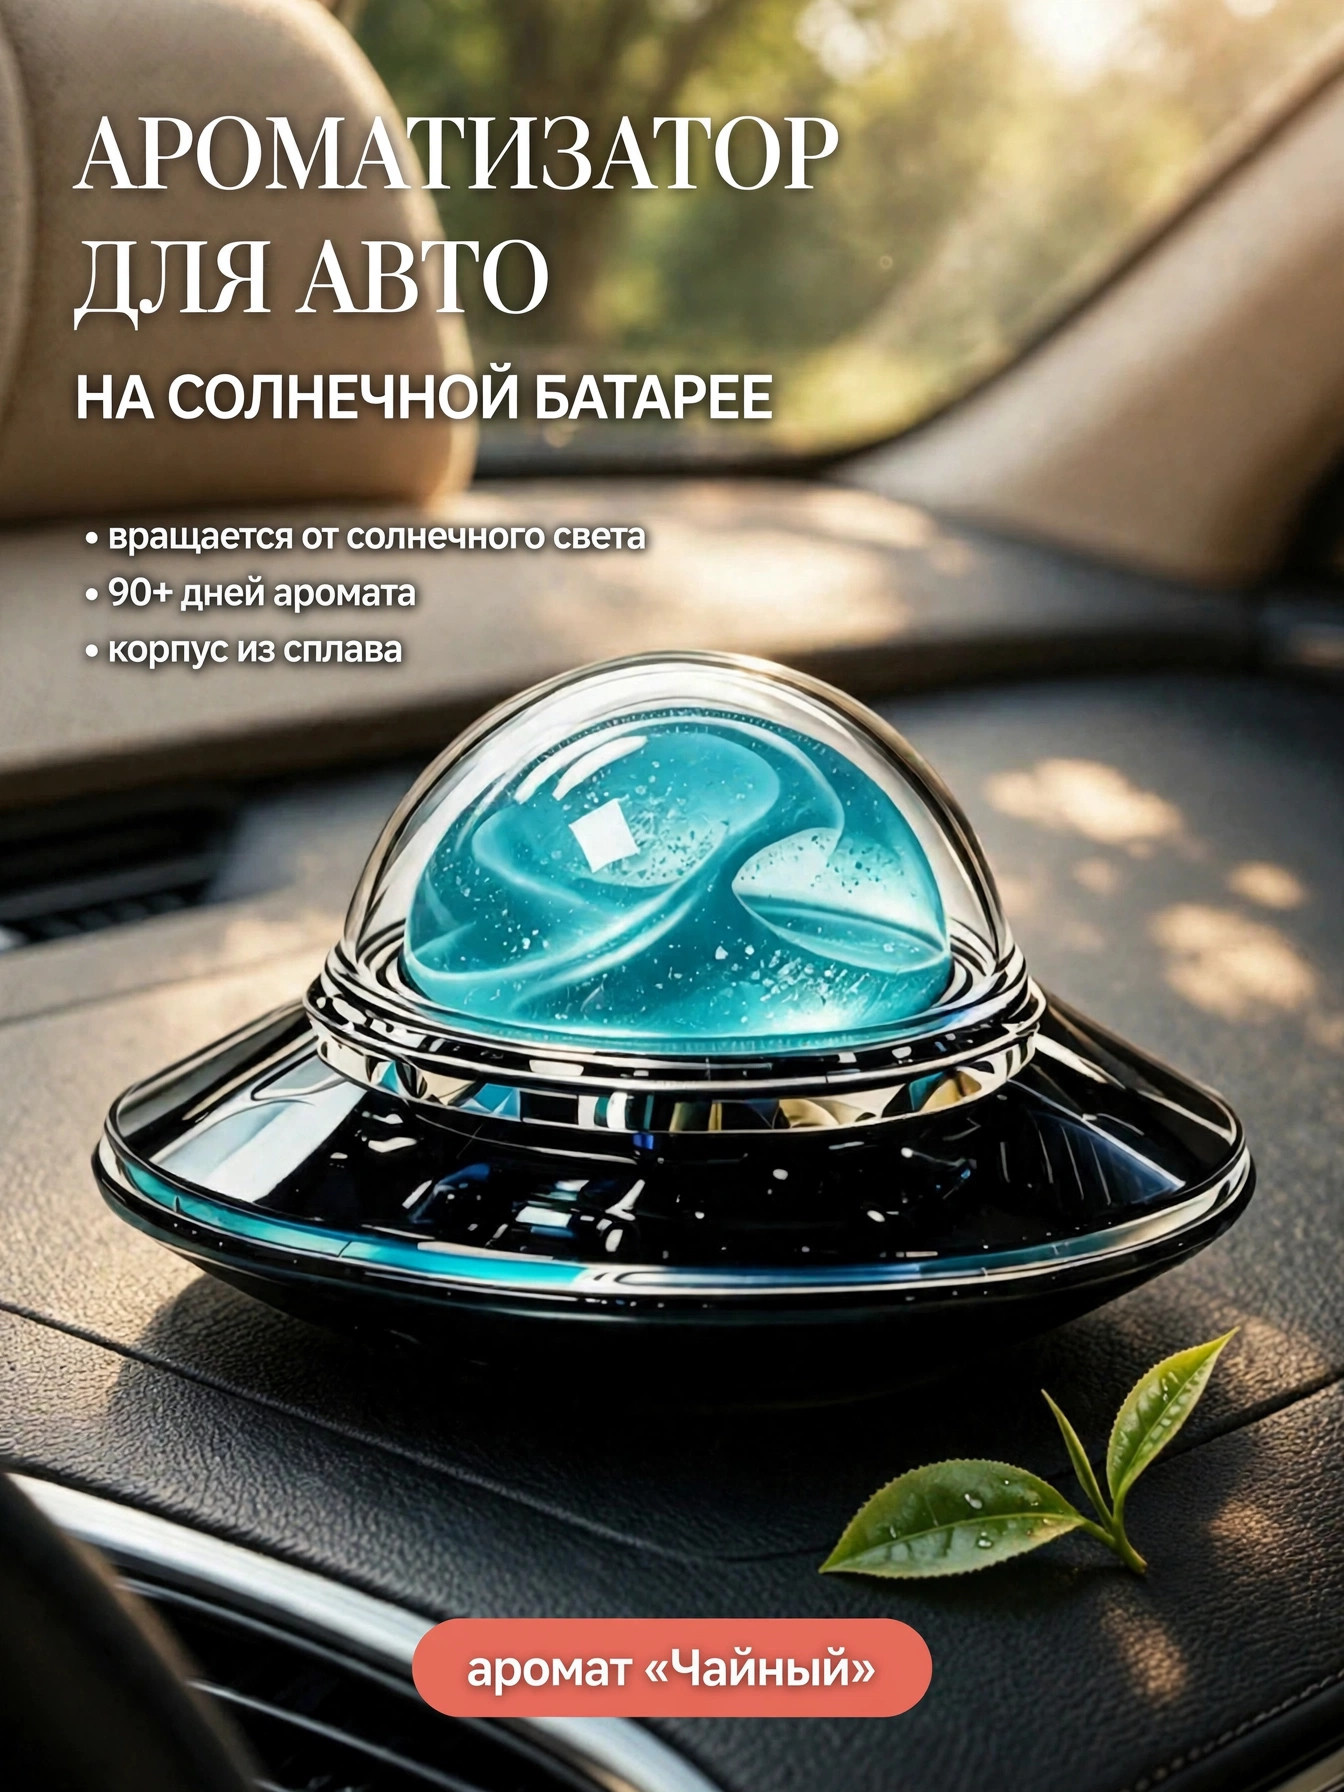 АРОМАТИЗАТОР
ДЛЯ АВТО
НА СОЛНЕЧНОЙ БАТАРЕЕ
• вращается от солнечного света
• 90+ дней аромата
• корпус из сплава
аромат «Чайный»